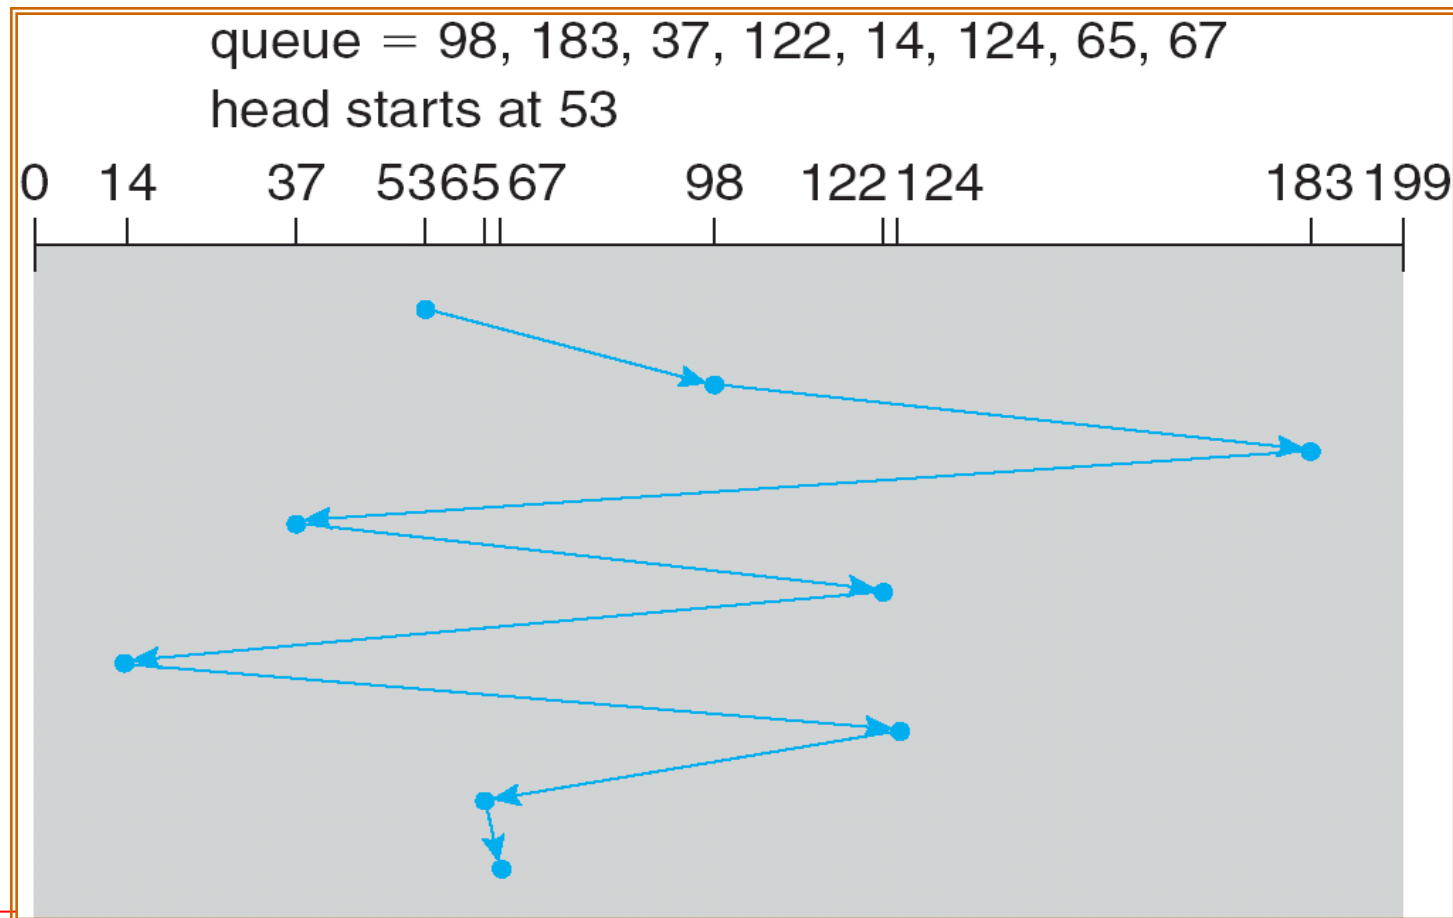 queue = 98, 183, 37, 122, 14, 124, 65, 67
head starts at 53
0 14 37 53 65 67 98 122 124 183 199